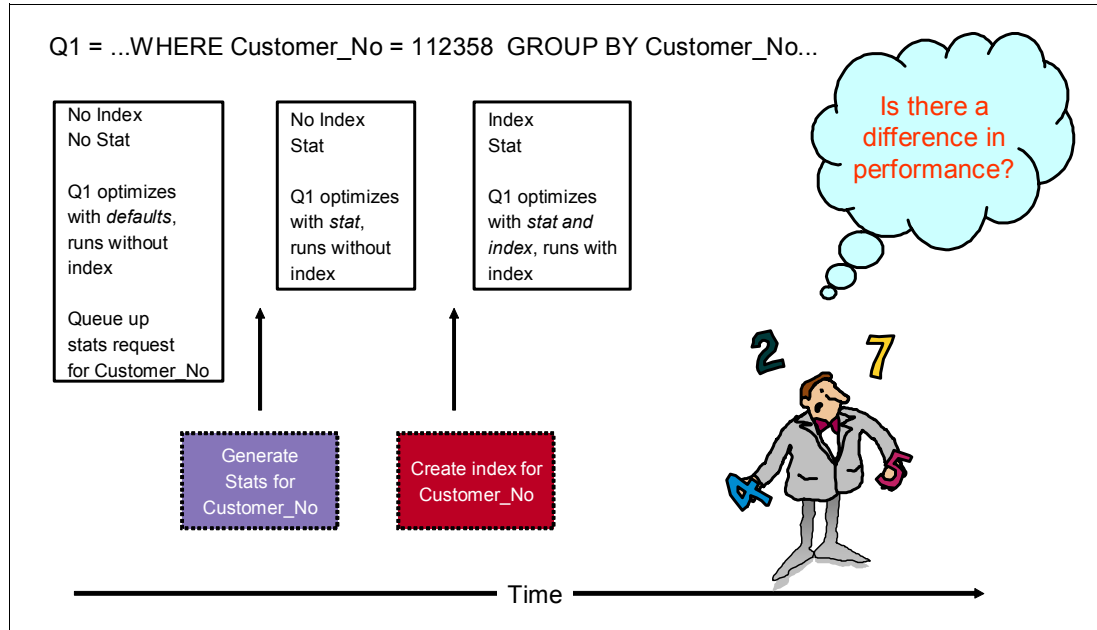 Q1 = ...WHERE Customer_No = 112358  GROUP BY Customer_No...
No Index
No Stat
Q1 optimizes
with defaults,
runs without
index
Queue up
stats request
for Customer_No
No Index
Stat
Q1 optimizes
with stat,
runs without
index
Index
Stat
Q1 optimizes
with stat and
index, runs with
index
Is there a
difference in
performance?
2
7
4
5
Generate
Stats for
Customer_No
Create index for
Customer_No
Time